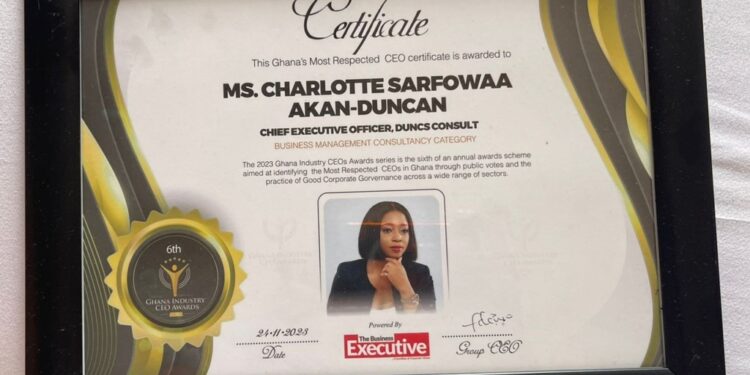 Certificate
This Ghana's Most Respected CEO certificate is awarded to
MS. CHARLOTTE SARFOWAA
AKAN-DUNCAN
CHIEF EXECUTIVE OFFICER, DUNCS CONSULT
BUSINESS MANAGEMENT CONSULTANCY CATEGORY
The 2023 Ghana Industry CEOs Awards series is the sixth of an annual awards scheme
aimed at identifying the Most Respected CEOs in Ghana through public votes and the
practice of Good Corporate Gorvernance across a wide range of sectors.
6th
GHANA INDUSTRY
CEO AWARDS
24-11-2023
Date
Powered By
The Business
Executive
Group CEO